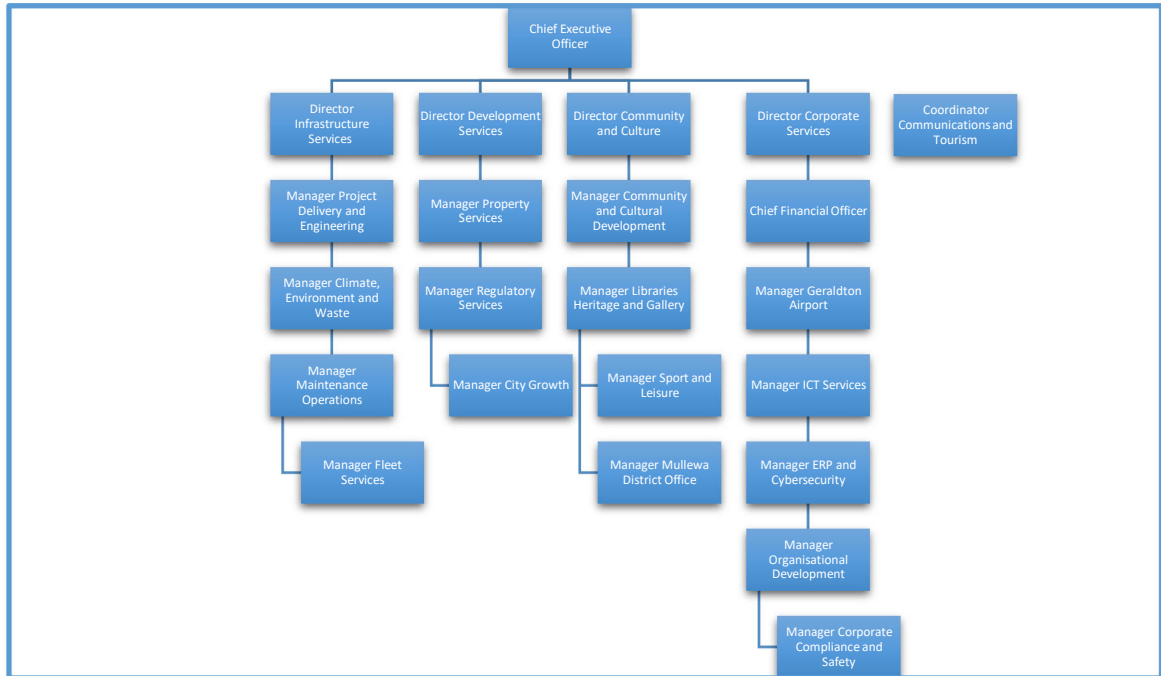 Chief Executive
Officer
Director
Infrastructure
Services
Director Development
Services
Director Community
and Culture
Director Corporate
Services
Coordinator
Communications and
Tourism
Manager Project
Delivery and
Engineering
Manager Property
Services
Manager Community
and Cultural
Development
Chief Financial Officer
Manager Climate,
Environment and
Waste
Manager Regulatory
Services
Manager Libraries
Heritage and Gallery
Manager Geraldton
Airport
Manager
Maintenance
Operations
Manager City Growth
Manager Sport and
Leisure
Manager ICT Services
Manager Fleet
Services
Manager Mullewa
District Office
Manager ERP and
Cybersecurity
Manager
Organisational
Development
Manager Corporate
Compliance and
Safety